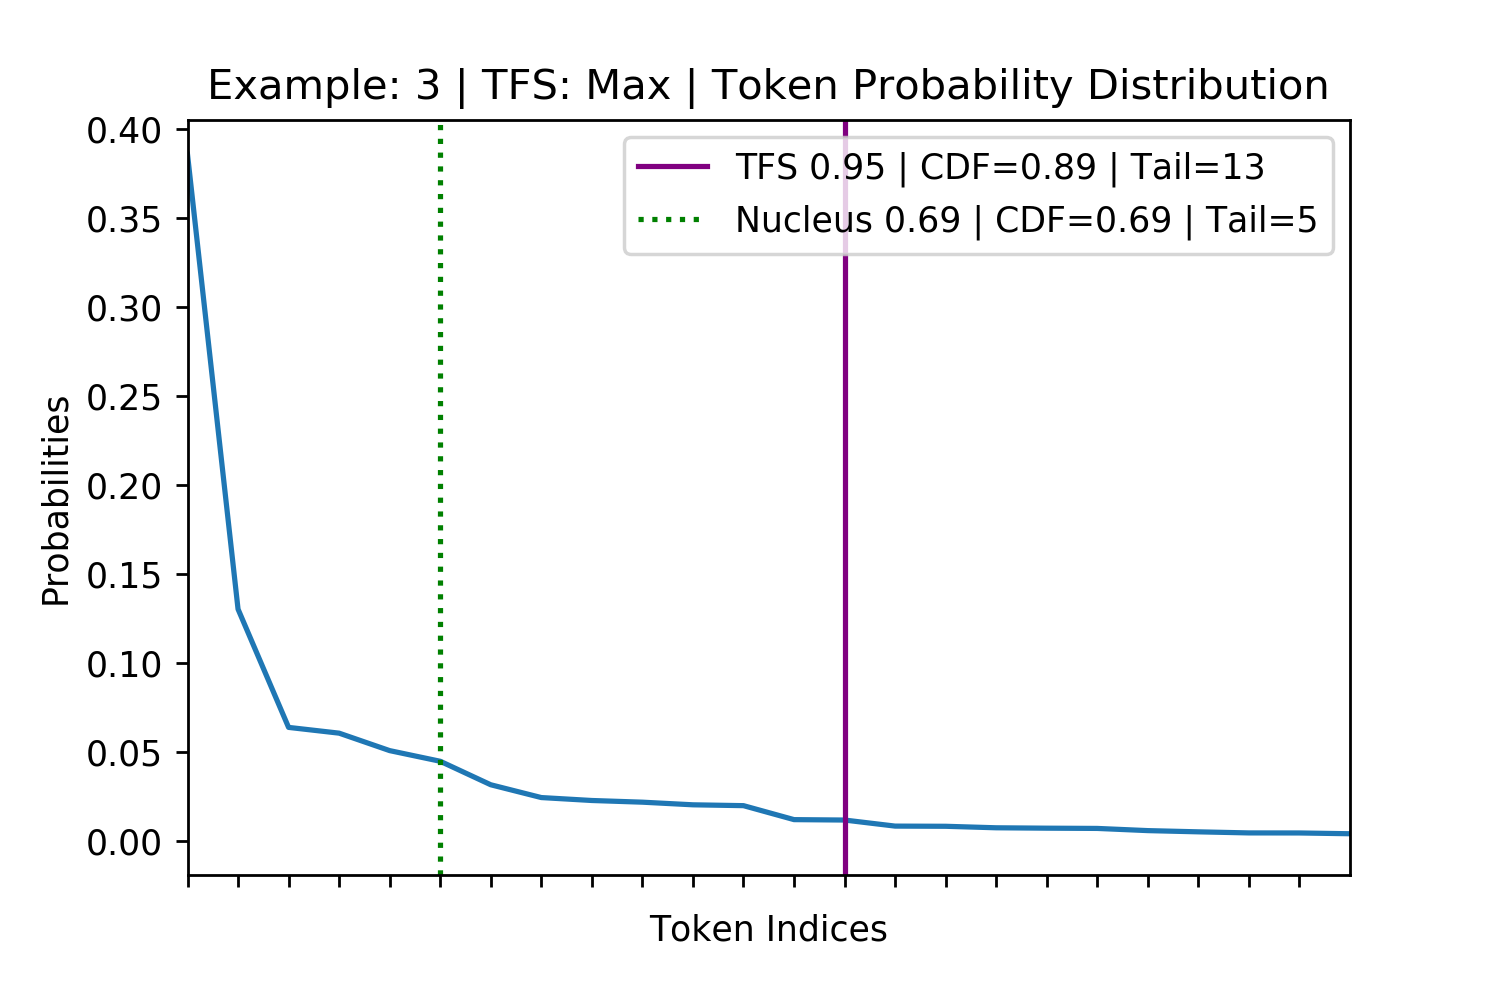 Example: 3 | TFS: Max | Token Probability Distribution
TFS 0.95 | CDF=0.89 | Tail=13
Nucleus 0.69 | CDF=0.69 | Tail=5
0.40
0.35
0.30
0.25
0.20
0.15
0.10
0.05
0.00
Probabilities
Token Indices